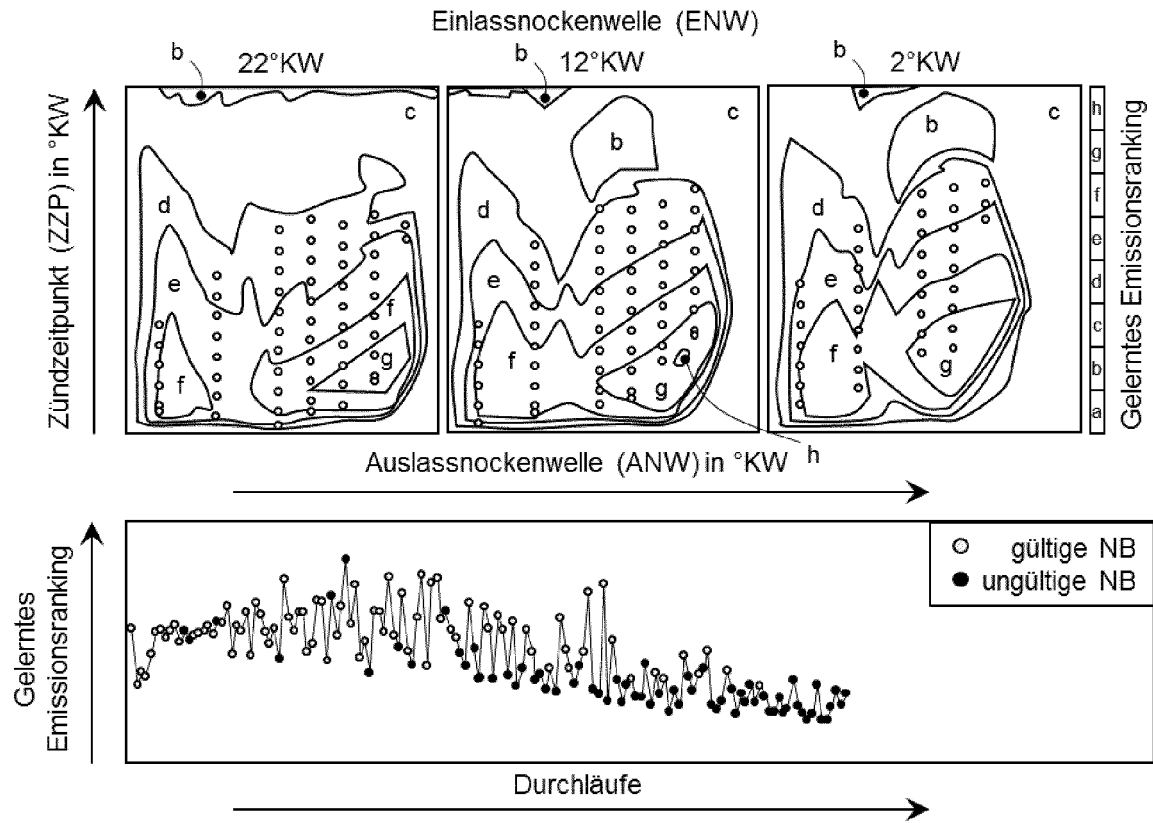 Einlassnockenwelle (ENW)
b
22°KW
12°KW
b
2°KW
b
Zündzeitpunkt (ZZP) in °KW
c
d
e
f
f
g
c
b
d
e
f
g
c
b
d
e
f
g
h
g
f
e
d
c
b
a
Gelerntes Emissionsranking
Auslassnockenwelle (ANW) in °KW
h
Gelerntes
Emissionsranking
gültige NB
ungültige NB
Durchläufe